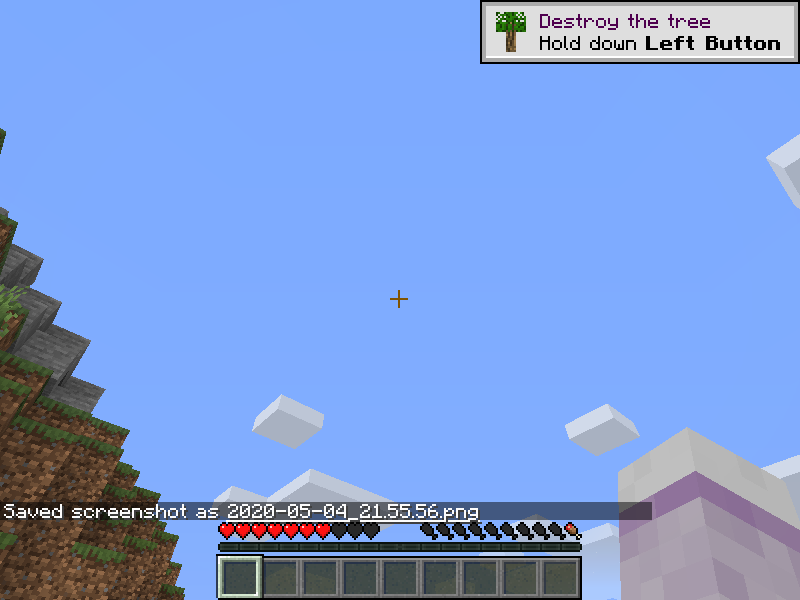 Destroy the tree
Hold down Left Button
Saved screenshot as 2020-05-04_21.55.56.png